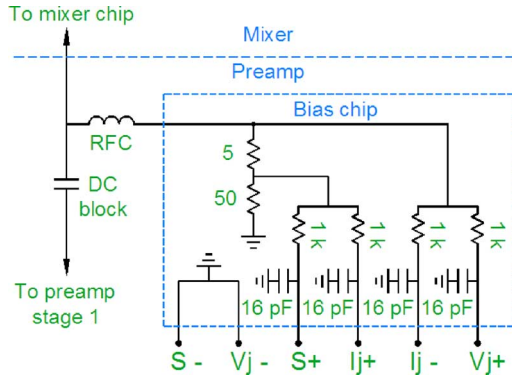 To mixer chip
Mixer
Preamp
Bias chip
RFC
5
DC
block
50
1k 1k 1k 1k
16 pF 16 pF 16 pF 16 pF
To preamp
stage 1
S - Vj - S+ Ij+ Ij - Vj+